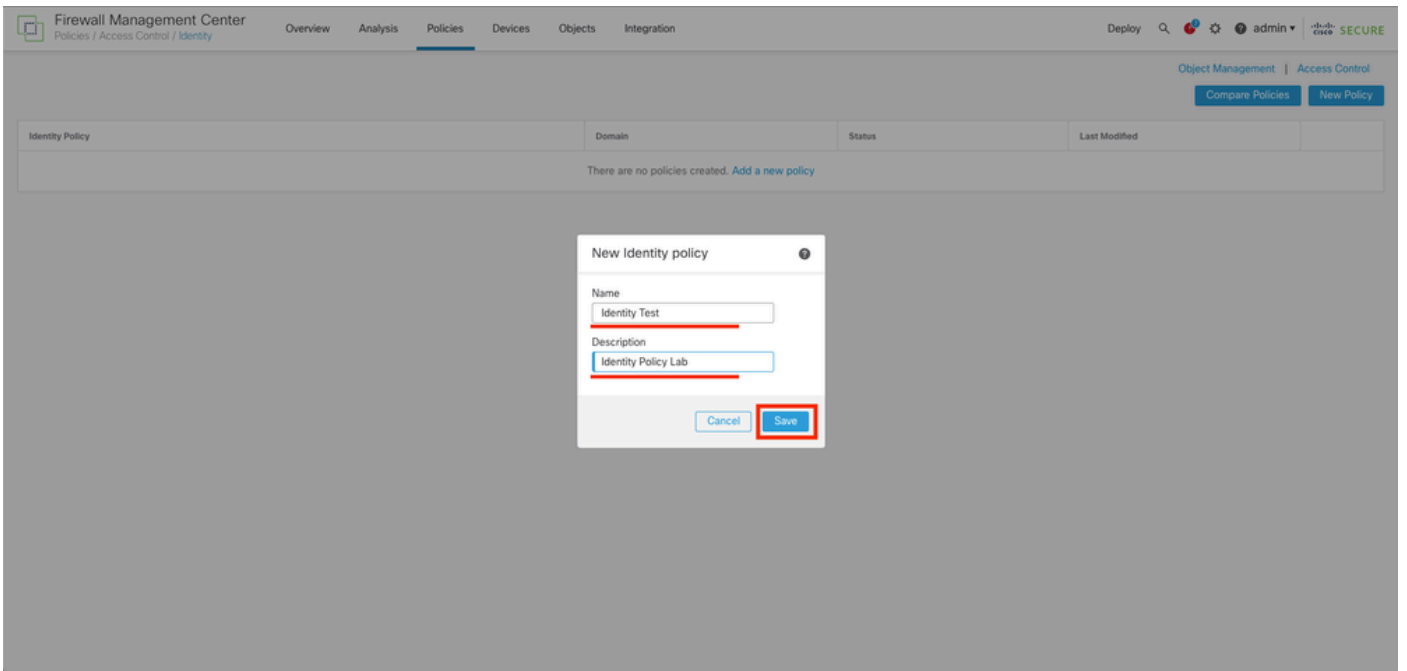 Firewall Management Center
Policies / Access Control / Identity
Overview Analysis Policies Devices Objects Integration Deploy admin
CISCO SECURE
Object Management | Access Control
Compare Policies New Policy
Identity Policy Domain Status Last Modified
There are no policies created. Add a new policy
New Identity policy
Name
Identity Test
Description
Identity Policy Lab
Cancel Save